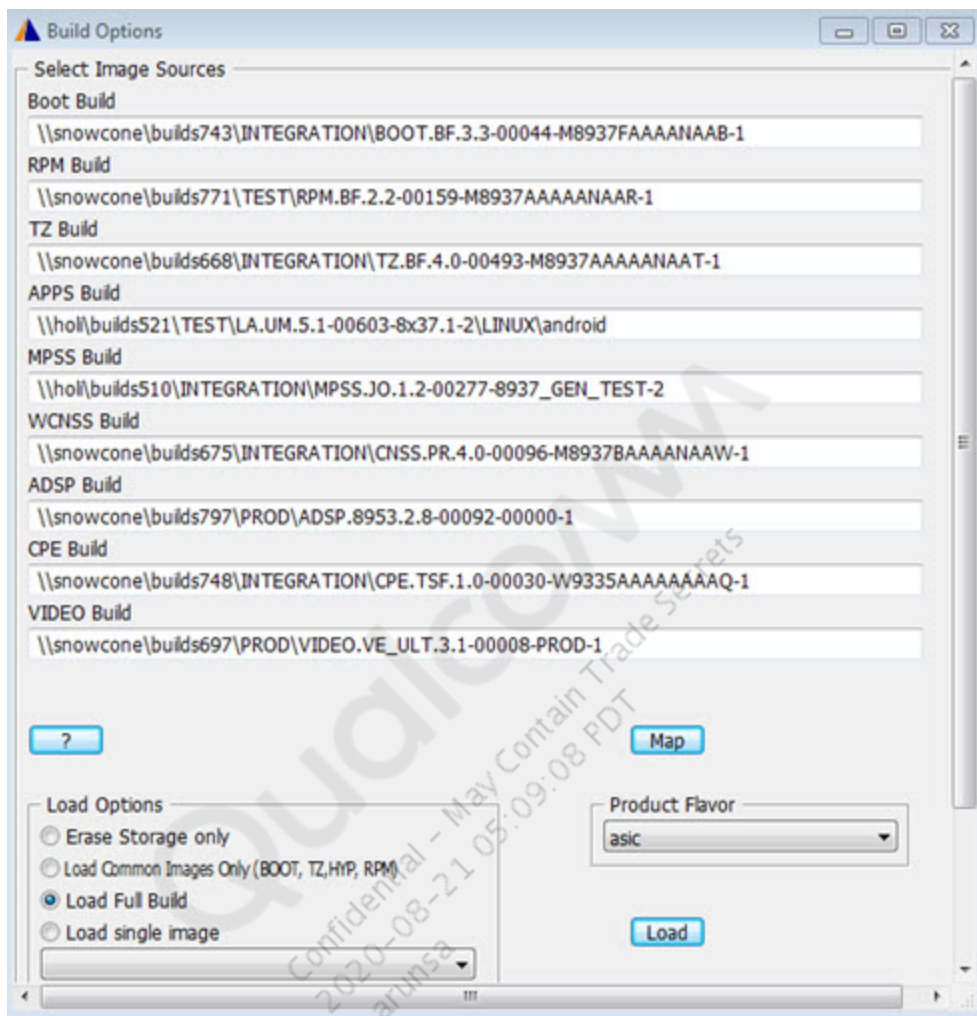 Build Options
Select Image Sources
Boot Build
\\snowcone\builds743\INTEGRATION\BOOT.BF.3.3-00044-M8937FAAAANAAB-1
RPM Build
\\snowcone\builds771\TEST\RPM.BF.2.2-00159-M8937AAAAANAAR-1
TZ Build
\\snowcone\builds668\INTEGRATION\TZ.BF.4.0-00493-M8937AAAAANAAT-1
APPS Build
\\holi\builds521\TEST\LA.UM.5.1-00603-8x37.1-2\LINUX\android
MPSS Build
\\holi\builds510\INTEGRATION\MPSS.JO.1.2-00277-8937_GEN_TEST-2
WCNSS Build
\\snowcone\builds675\INTEGRATION\CNSS.PR.4.0-00096-M8937BAAAANAAW-1
ADSP Build
\\snowcone\builds797\PROD\ADSP.8953.2.8-00092-00000-1
CPE Build
\\snowcone\builds748\INTEGRATION\CPE.TSF.1.0-00030-W9335AAAAAAAAQ-1
VIDEO Build
\\snowcone\builds697\PROD\VIDEO.VE_ULT.3.1-00008-PROD-1
?
Map
Load Options
Product Flavor
Erase Storage only
asic
Load Common Images Only (BOOT, TZ,HYP, RPM)
Load Full Build
Load single image
Load
Qualcomm
Confidential - May Contain Trade Secrets
2020-08-21 05:09:08 PDT
arunsa